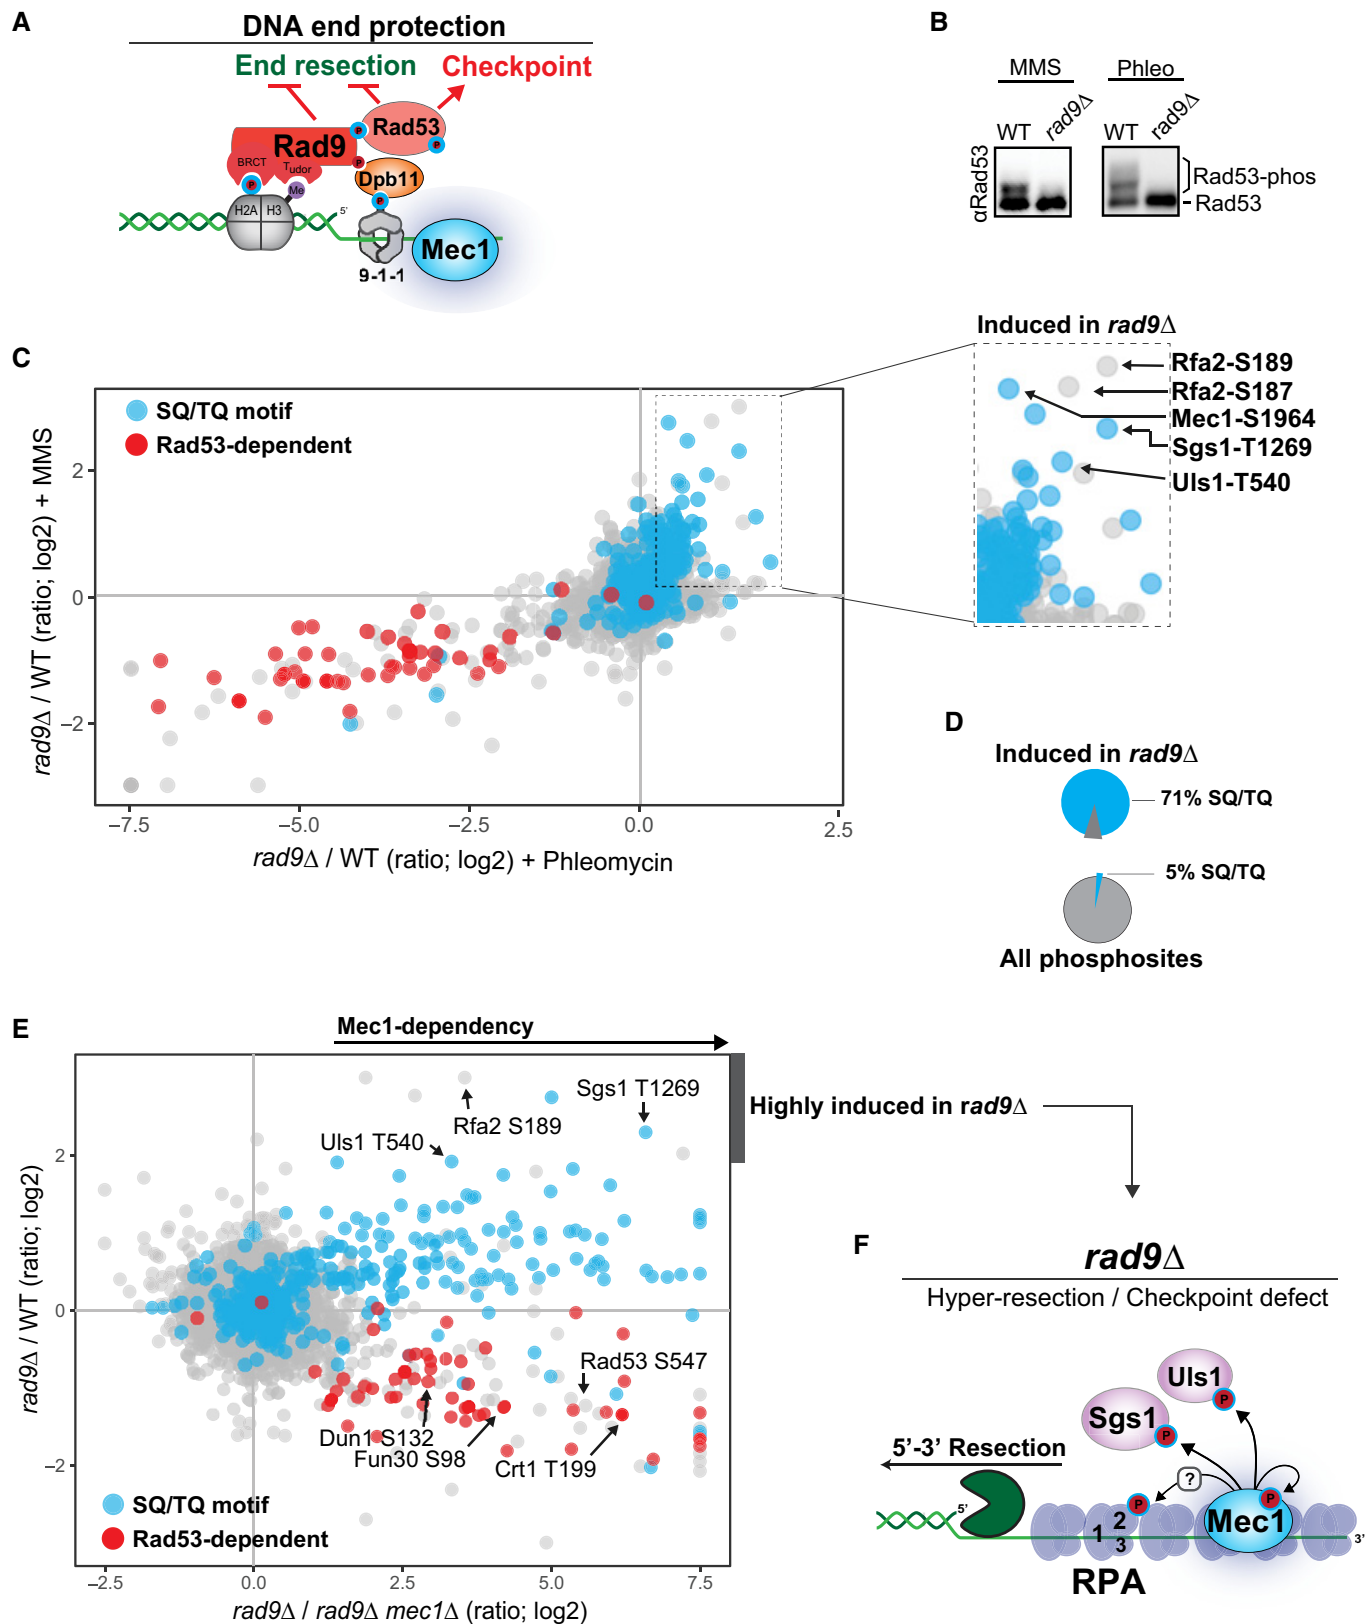 A
DNA end protection
End resection
Checkpoint
Rad9
Rad53
P
P
P
BRCT
Tudor
Dpb11
P
Me
P
H2A
H3
5'
9-1-1
Mec1
B
MMS
Phleo
WT
rad9Δ
WT
rad9Δ
αRad53
Rad53-phos
Rad53
C
SQ/TQ motif
Rad53-dependent
rad9Δ / WT (ratio; log2) + MMS
2
0
−2
−7.5
−5.0
−2.5
0.0
2.5
rad9Δ / WT (ratio; log2) + Phleomycin
Induced in rad9Δ
Rfa2-S189
Rfa2-S187
Mec1-S1964
Sgs1-T1269
Uls1-T540
D
Induced in rad9Δ
71% SQ/TQ
5% SQ/TQ
All phosphosites
E
Mec1-dependency
Sgs1 T1269
Rfa2 S189
Uls1 T540
Rad53 S547
Dun1 S132
Fun30 S98
Crt1 T199
SQ/TQ motif
Rad53-dependent
rad9Δ / WT (ratio; log2)
2
0
−2
−2.5
0.0
2.5
5.0
7.5
rad9Δ / rad9Δ mec1Δ (ratio; log2)
Highly induced in rad9Δ
F
rad9Δ
Hyper-resection / Checkpoint defect
Uls1
P
Sgs1
P
5'-3' Resection
?
P
P
5'
1
2
3
Mec1
3'
RPA